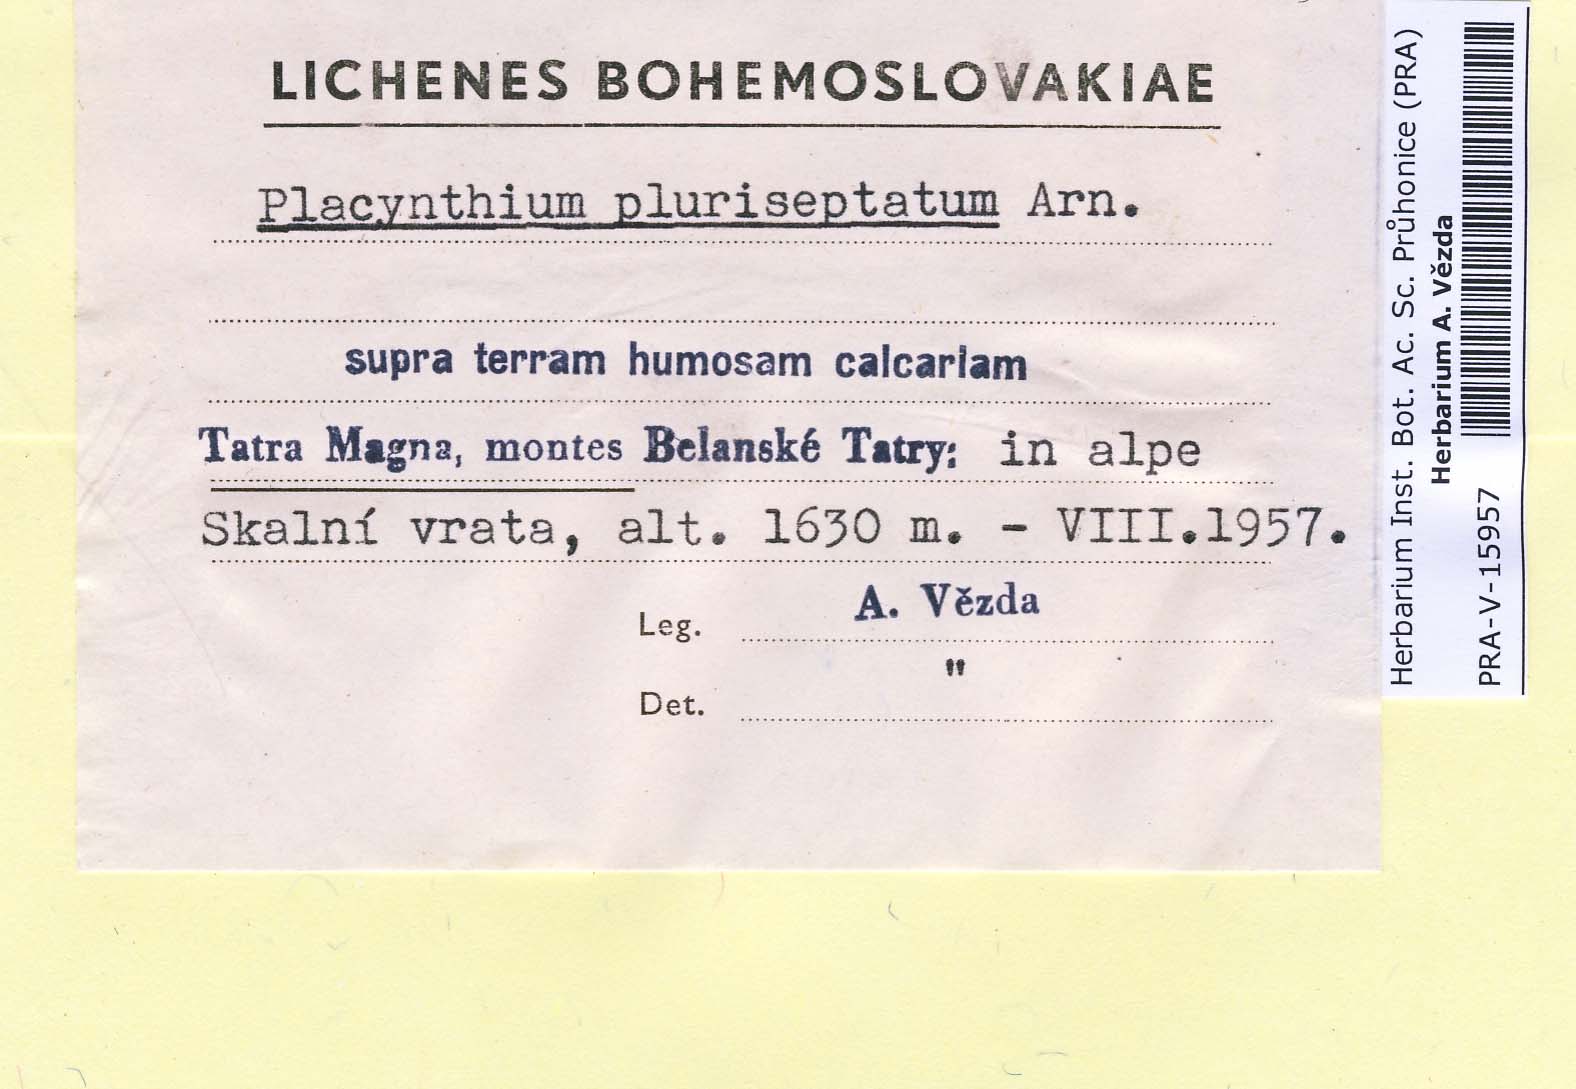 LICHENES BOHEMOSLOVAKIAE
Placynthium pluriseptatum Arn.
supra terram humosam calcariam
Tatra Magna, montes Belanské Tatry: in alpe
Skalní vrata, alt. 1630 m. - VIII.1957.
Leg. A. Vězda
Det. "
Herbarium Inst. Bot. Ac. Sc. Průhonice (PRA)
Herbarium A. Vězda
PRA-V-15957